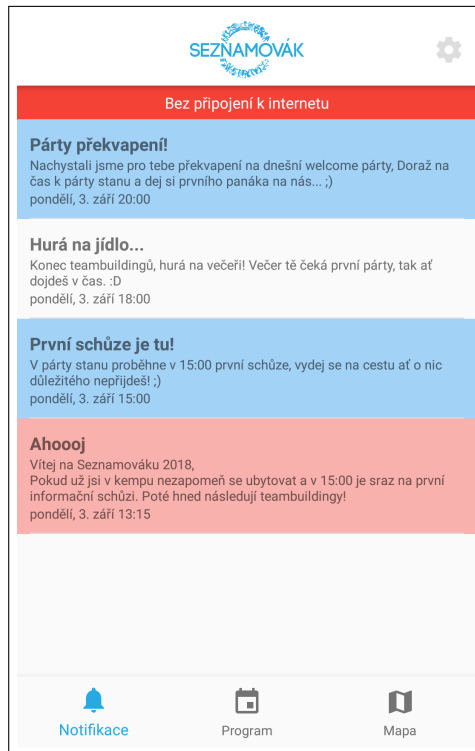 SEZNAMOVÁK
Bez připojení k internetu
Párty překvapení!
Nachystali jsme pro tebe překvapení na dnešní welcome párty, Doraž na
čas k párty stanu a dej si prvního panáka na nás... ;)
pondělí, 3. září 20:00
Hurá na jídlo...
Konec teambuildingů, hurá na večeři! Večer tě čeká první párty, tak ať
dojdeš v čas. :D
pondělí, 3. září 18:00
První schůze je tu!
V párty stanu proběhne v 15:00 první schůze, vydej se na cestu ať o nic
důležitého nepřijdeš! ;)
pondělí, 3. září 15:00
Ahoooj
Vítej na Seznamováku 2018,
Pokud už jsi v kempu nezapomeň se ubytovat a v 15:00 je sraz na první
informační schůzi. Poté hned následují teambuildingy!
pondělí, 3. září 13:15
Notifikace
Program
Mapa